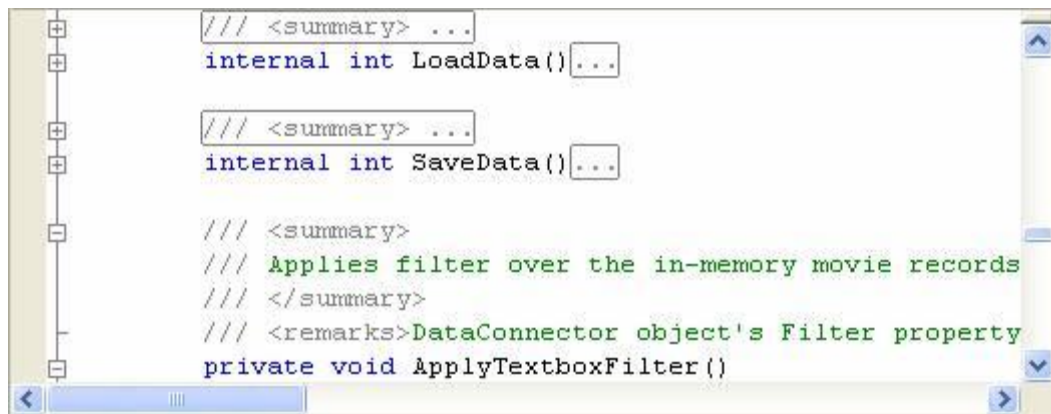 /// <summary> ...
internal int LoadData()...
/// <summary> ...
internal int SaveData()...
/// <summary>
/// Applies filter over the in-memory movie records
/// </summary>
/// <remarks>DataConnector object's Filter property
private void ApplyTextboxFilter()